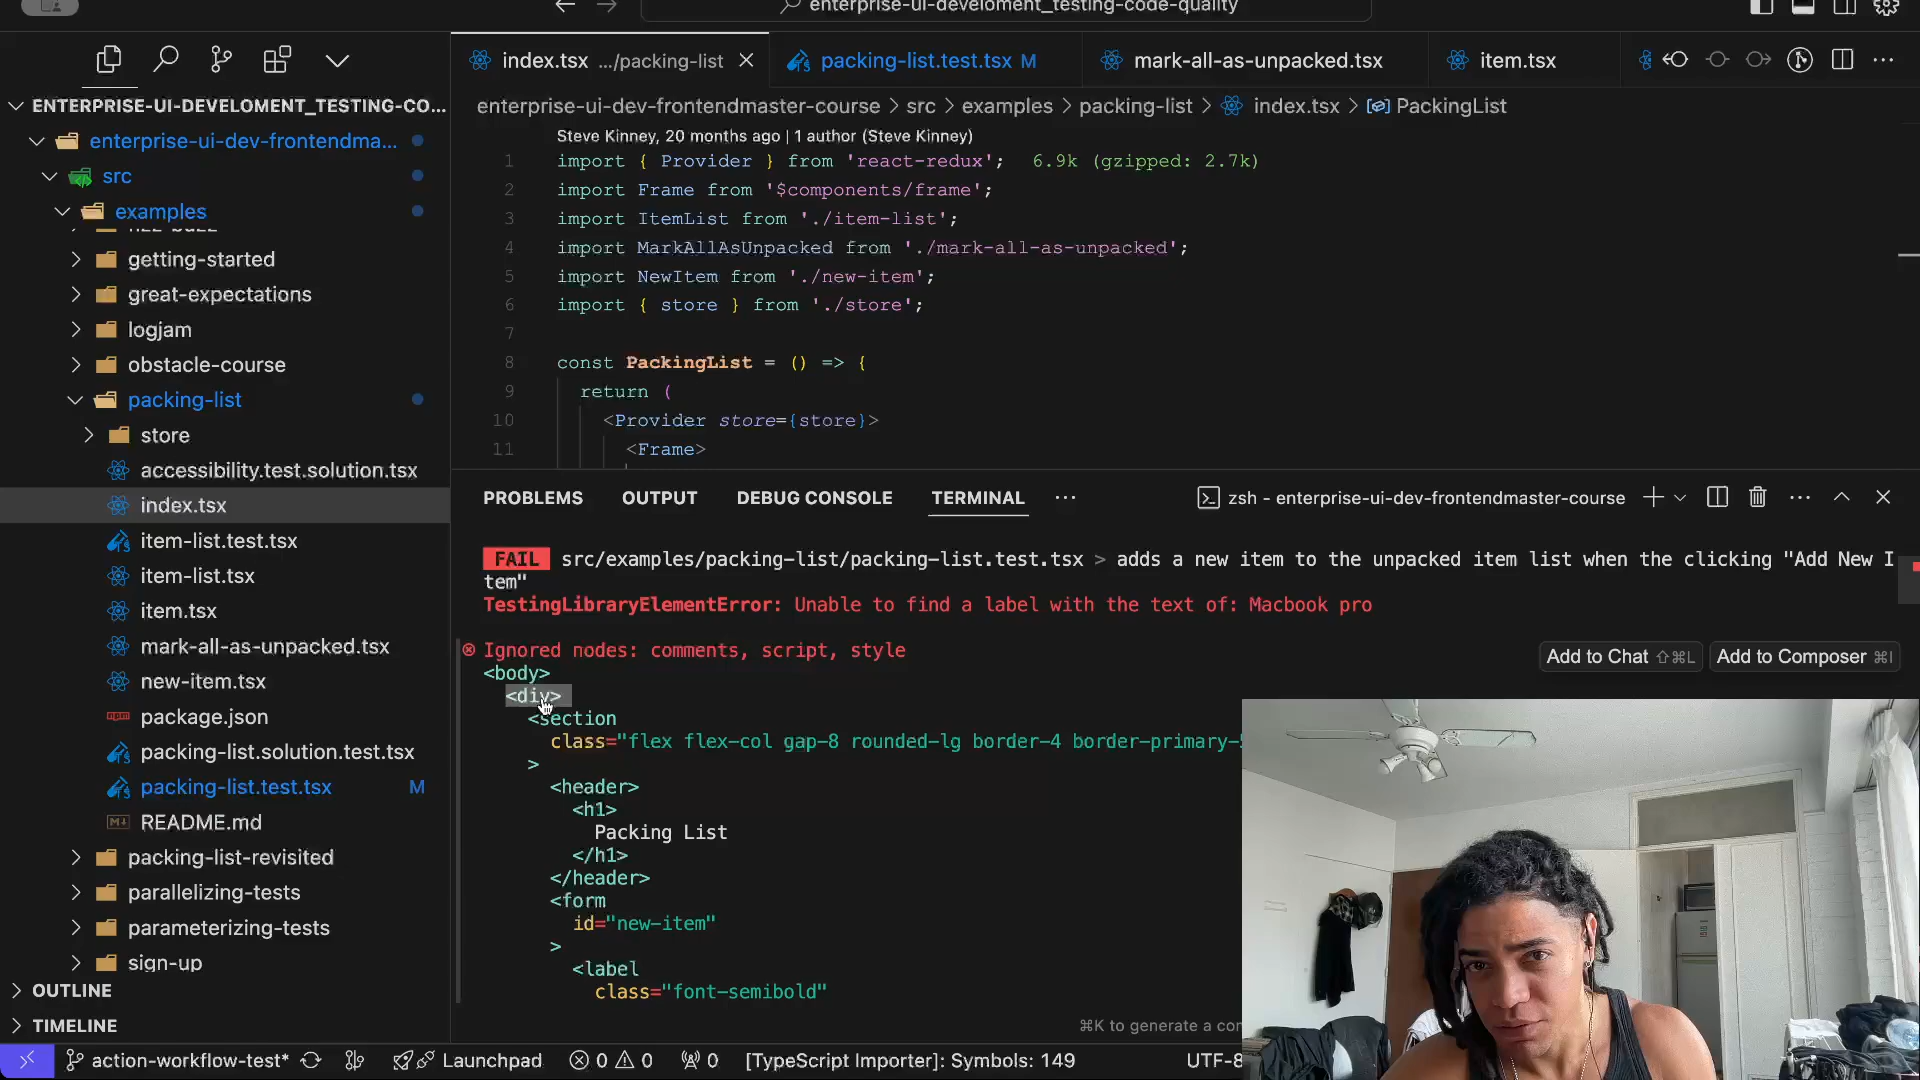 enterprise-ui-develoment_testing-code-quality
index.tsx .../packing-list
packing-list.test.tsx M
mark-all-as-unpacked.tsx
item.tsx
ENTERPRISE-UI-DEVELOMENT_TESTING-CO...
enterprise-ui-dev-frontendma...
src
examples
getting-started
great-expectations
logjam
obstacle-course
packing-list
store
accessibility.test.solution.tsx
index.tsx
item-list.test.tsx
item-list.tsx
item.tsx
mark-all-as-unpacked.tsx
new-item.tsx
package.json
packing-list.solution.test.tsx
packing-list.test.tsx M
README.md
packing-list-revisited
parallelizing-tests
parameterizing-tests
sign-up
OUTLINE
TIMELINE
enterprise-ui-dev-frontendmaster-course > src > examples > packing-list > index.tsx > PackingList
Steve Kinney, 20 months ago | 1 author (Steve Kinney)
1 import { Provider } from 'react-redux'; 6.9k (gzipped: 2.7k)
2 import Frame from '$components/frame';
3 import ItemList from './item-list';
4 import MarkAllAsUnpacked from './mark-all-as-unpacked';
5 import NewItem from './new-item';
6 import { store } from './store';
7
8 const PackingList = () => {
9 return (
10 <Provider store={store}>
11 <Frame>
PROBLEMS OUTPUT DEBUG CONSOLE TERMINAL ···
zsh - enterprise-ui-dev-frontendmaster-course
FAIL src/examples/packing-list/packing-list.test.tsx > adds a new item to the unpacked item list when the clicking "Add New I
tem"
TestingLibraryElementError: Unable to find a label with the text of: Macbook pro
Ignored nodes: comments, script, style
Add to Chat ⇧⌘L Add to Composer ⌘I
<body>
<div>
<section
class="flex flex-col gap-8 rounded-lg border-4 border-primary-
>
<header>
<h1>
Packing List
</h1>
</header>
<form
id="new-item"
>
<label
class="font-semibold"
⌘K to generate a
action-workflow-test* Launchpad 0 0 0 [TypeScript Importer]: Symbols: 149 UTF-8